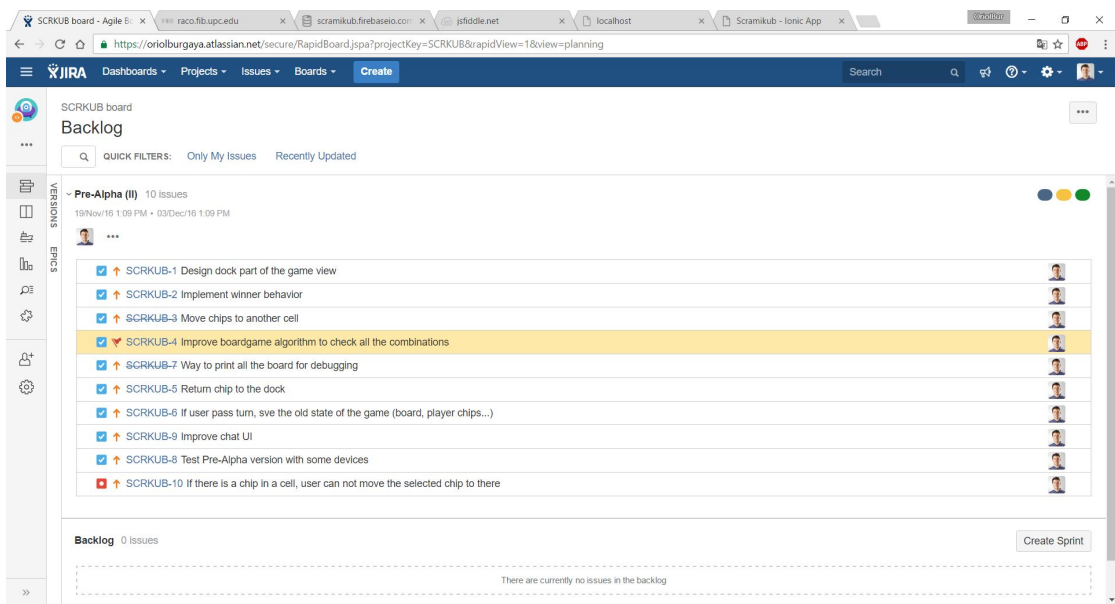 SCRKUB board - Agile Bo
raco.fib.upc.edu
scramikub.firebaseio.com
jsfiddle.net
localhost
Scramikub - Ionic App
OriolBur
https://oriolburgaya.atlassian.net/secure/RapidBoard.jspa?projectKey=SCRKUB&rapidView=1&view=planning
ABP
JIRA Dashboards Projects Issues Boards Create Search
SCRKUB board
Backlog
QUICK FILTERS: Only My Issues Recently Updated
VERSIONS
EPICS
Pre-Alpha (II) 10 issues
19/Nov/16 1:09 PM • 03/Dec/16 1:09 PM
SCRKUB-1 Design dock part of the game view
SCRKUB-2 Implement winner behavior
SCRKUB-3 Move chips to another cell
SCRKUB-4 Improve boardgame algorithm to check all the combinations
SCRKUB-7 Way to print all the board for debugging
SCRKUB-5 Return chip to the dock
SCRKUB-6 If user pass turn, sve the old state of the game (board, player chips...)
SCRKUB-9 Improve chat UI
SCRKUB-8 Test Pre-Alpha version with some devices
SCRKUB-10 If there is a chip in a cell, user can not move the selected chip to there
Backlog 0 issues
Create Sprint
There are currently no issues in the backlog